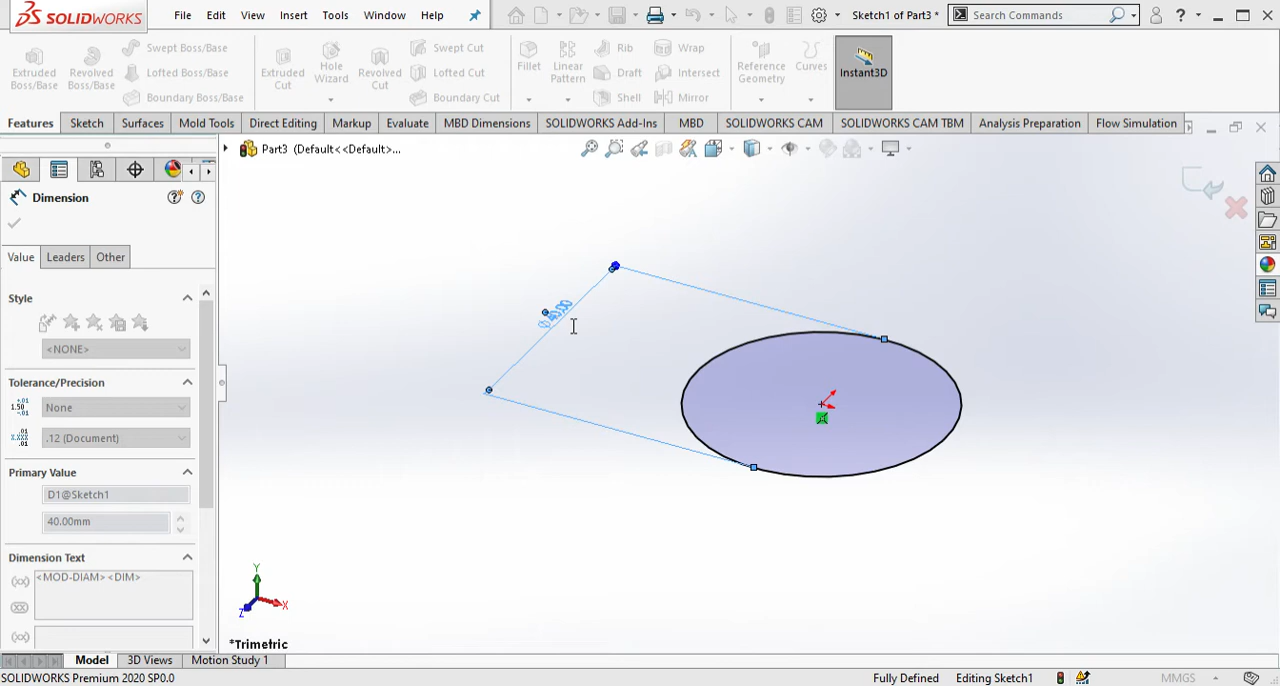 SOLIDWORKS File Edit View Insert Tools Window Help Sketch1 of Part3 * Search Commands ?
Extruded Boss/Base
Revolved Boss/Base
Swept Boss/Base
Lofted Boss/Base
Boundary Boss/Base
Extruded Cut
Hole Wizard
Revolved Cut
Swept Cut
Lofted Cut
Boundary Cut
Fillet
Linear Pattern
Rib
Draft
Shell
Wrap
Intersect
Mirror
Reference Geometry
Curves
Instant3D
Features Sketch Surfaces Mold Tools Direct Editing Markup Evaluate MBD Dimensions SOLIDWORKS Add-Ins MBD SOLIDWORKS CAM SOLIDWORKS CAM TBM Analysis Preparation Flow Simulation
Part3 (Default<<Default>...
Dimension
Value Leaders Other
Style
<NONE>
Tolerance/Precision
None
.12 (Document)
Primary Value
D1@Sketch1
40.00mm
Dimension Text
<MOD-DIAM><DIM>
∅40.00
Y
X
Z
*Trimetric
Model 3D Views Motion Study 1
SOLIDWORKS Premium 2020 SP0.0 Fully Defined Editing Sketch1 MMGS